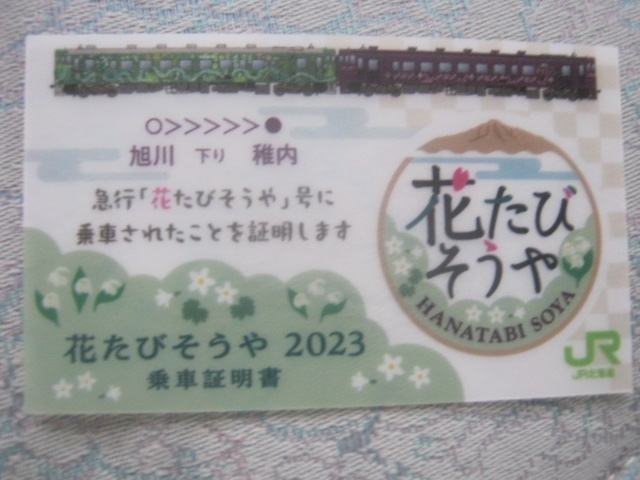 ○>>>>>●
旭川 下り 稚内
急行「花たびそうや」号に
乗車されたことを証明します
花たび
そうや
HANATABI SOYA
花たびそうや 2023
乗車証明書
JR
JR北海道